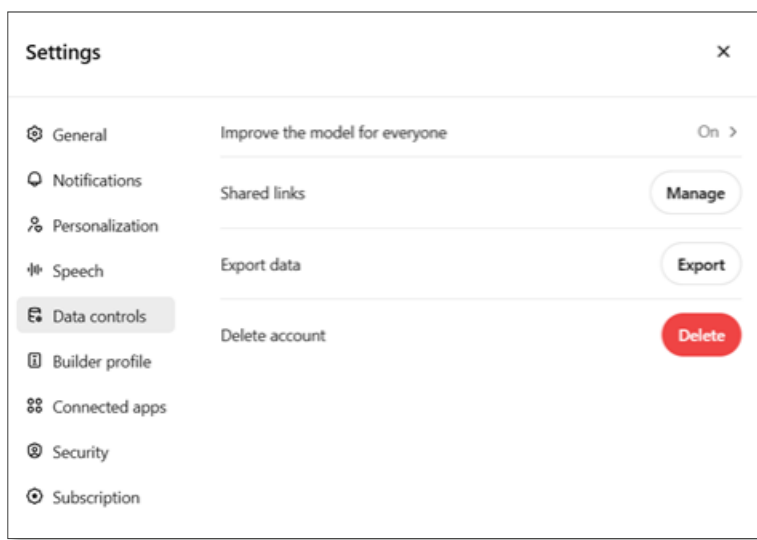 Settings
General
Notifications
Personalization
Speech
Data controls
Builder profile
Connected apps
Security
Subscription
Improve the model for everyone On
Shared links Manage
Export data Export
Delete account Delete